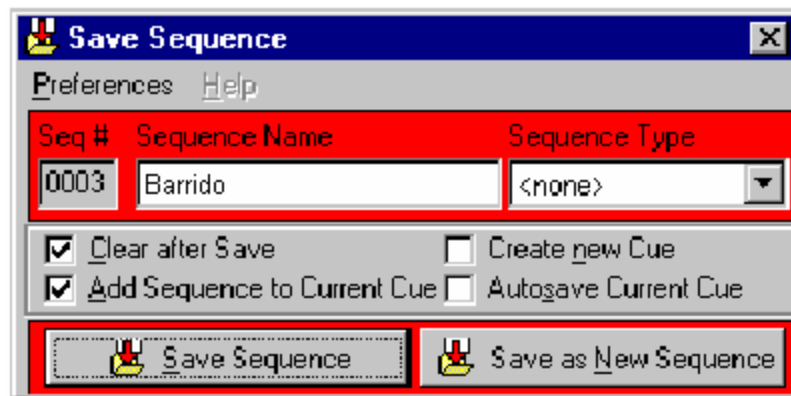 Save Sequence
Preferences Help
Seq # Sequence Name Sequence Type
0003 Barrido <none>
Clear after Save Create new Cue
Add Sequence to Current Cue Autosave Current Cue
Save Sequence Save as New Sequence